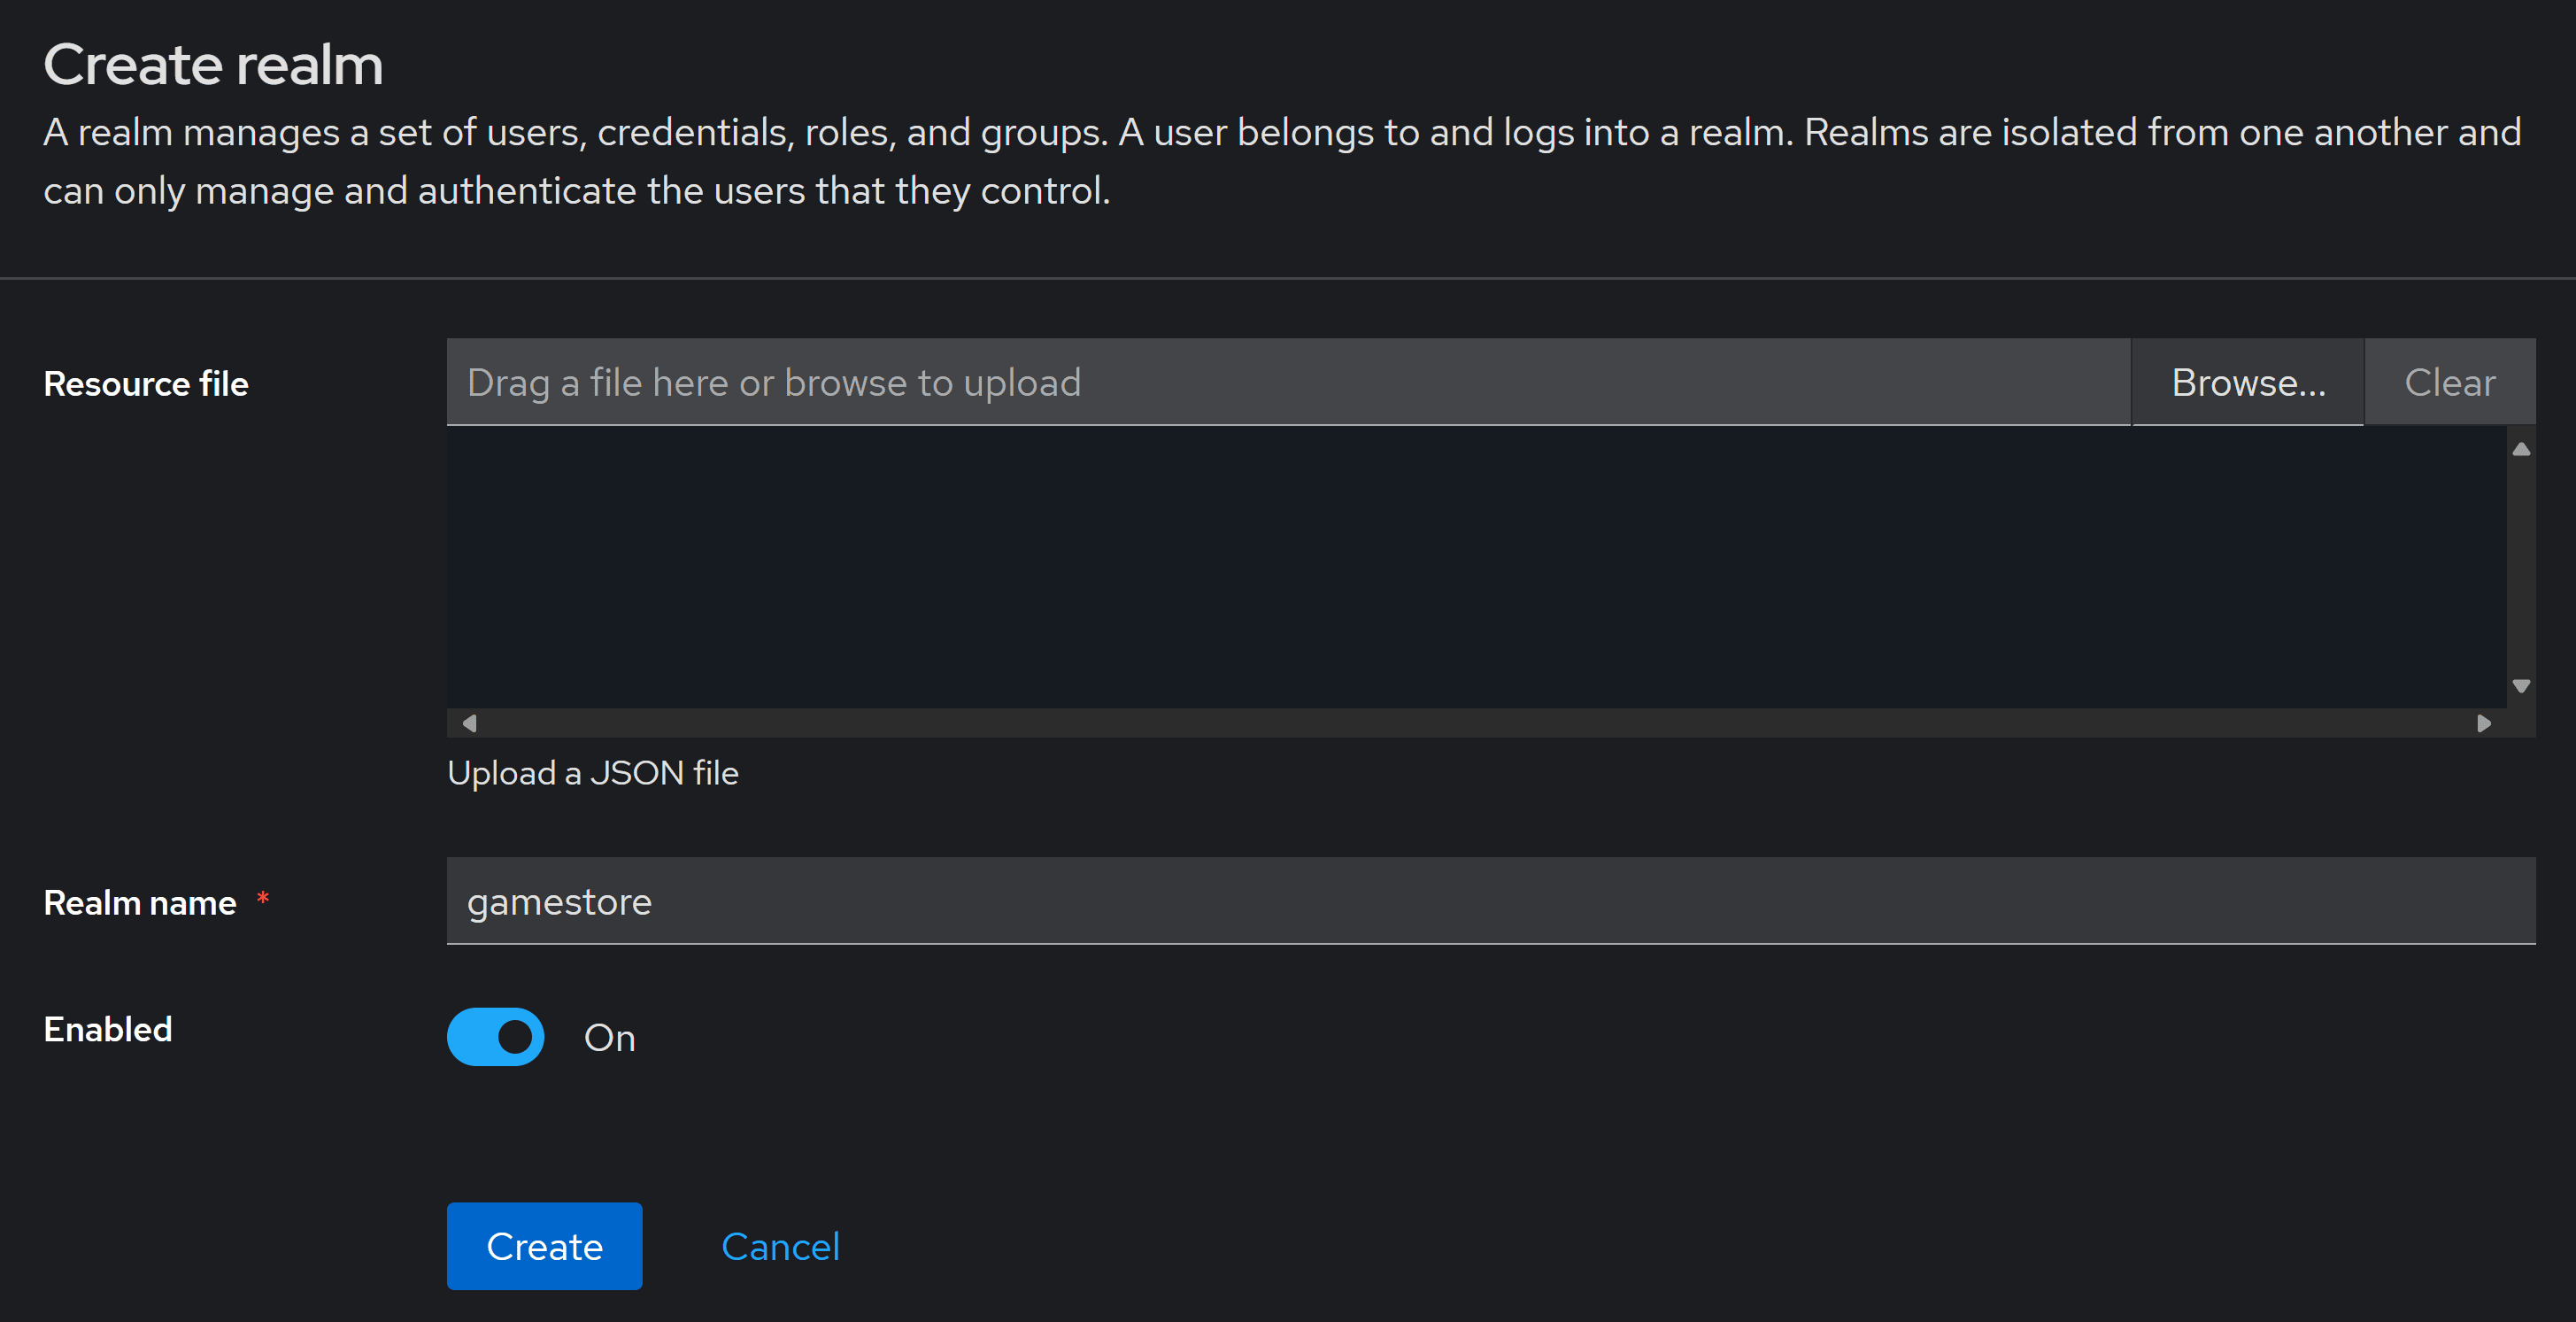 Create realm
A realm manages a set of users, credentials, roles, and groups. A user belongs to and logs into a realm. Realms are isolated from one another and
can only manage and authenticate the users that they control.
Resource file
Drag a file here or browse to upload
Browse...
Clear
Upload a JSON file
Realm name *
gamestore
Enabled
On
Create
Cancel